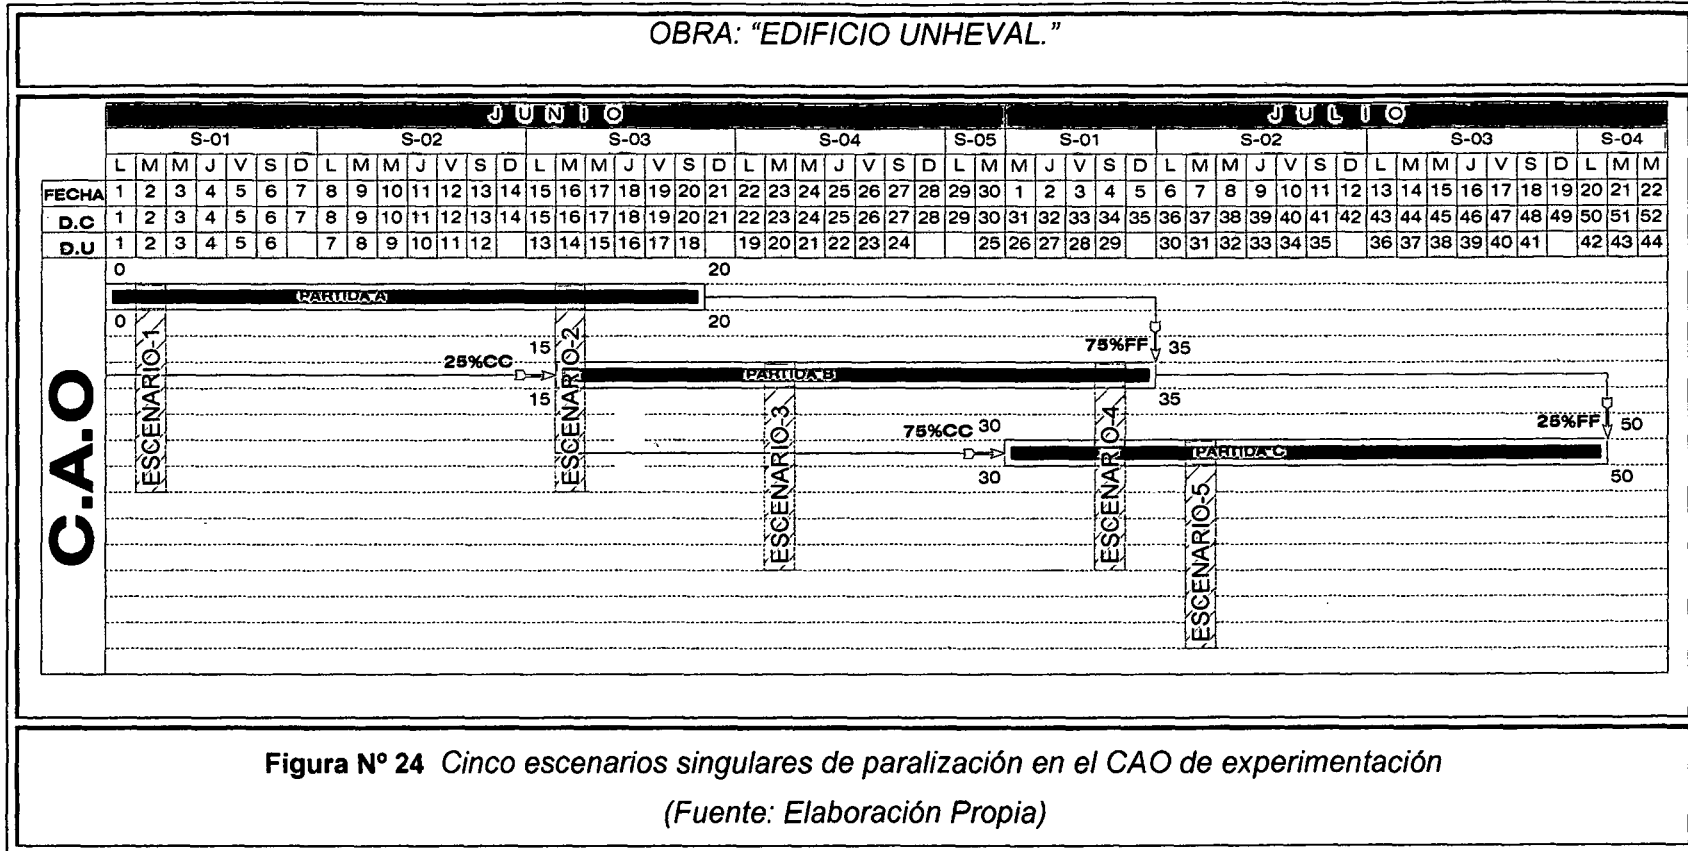 OBRA: “EDIFICIO UNHEVAL.”
JUNIO JULIO
S-01 S-02 S-03 S-04 S-05 S-01 S-02 S-03 S-04
L M M J V S D L M M J V S D L M M J V S D L M M J V S D L M M J V S D L M M J V S D L M M J V S D L M M
FECHA 1 2 3 4 5 6 7 8 9 10 11 12 13 14 15 16 17 18 19 20 21 22 23 24 25 26 27 28 29 30 1 2 3 4 5 6 7 8 9 10 11 12 13 14 15 16 17 18 19 20 21 22
D.C 1 2 3 4 5 6 7 8 9 10 11 12 13 14 15 16 17 18 19 20 21 22 23 24 25 26 27 28 29 30 31 32 33 34 35 36 37 38 39 40 41 42 43 44 45 46 47 48 49 50 51 52
D.U 1 2 3 4 5 6 7 8 9 10 11 12 13 14 15 16 17 18 19 20 21 22 23 24 25 26 27 28 29 30 31 32 33 34 35 36 37 38 39 40 41 42 43 44
C.A.O
0 20
PARTIDA A
0 20
ESCENARIO-1
ESCENARIO-2
15 75%FF 35
25%CC PARTIDA B
15 35
ESCENARIO-3
ESCENARIO-4
75%CC 30 25%FF 50
PARTIDA C
30 50
ESCENARIO-5
Figura Nº 24 Cinco escenarios singulares de paralización en el CAO de experimentación
(Fuente: Elaboración Propia)